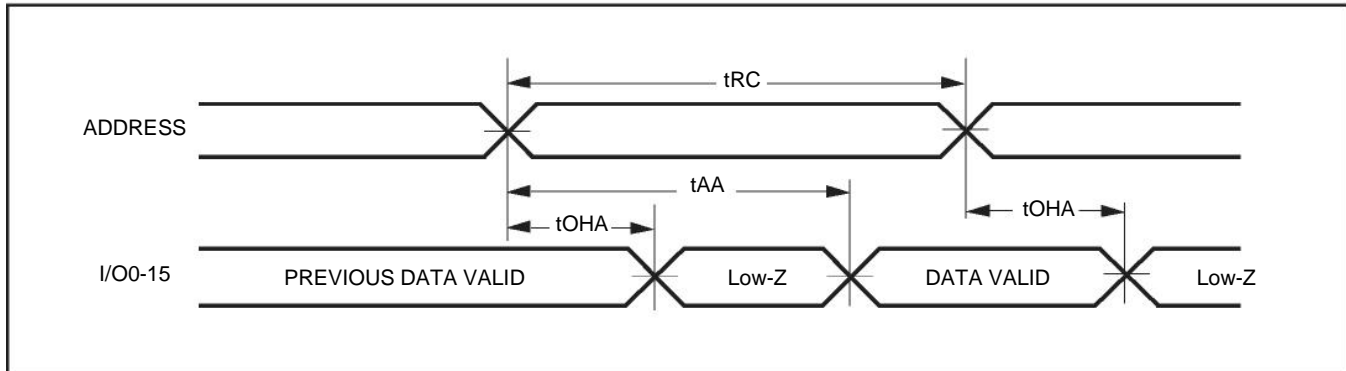 tRC
ADDRESS
tAA
tOHA
tOHA
I/O0-15
PREVIOUS DATA VALID
Low-Z
DATA VALID
Low-Z